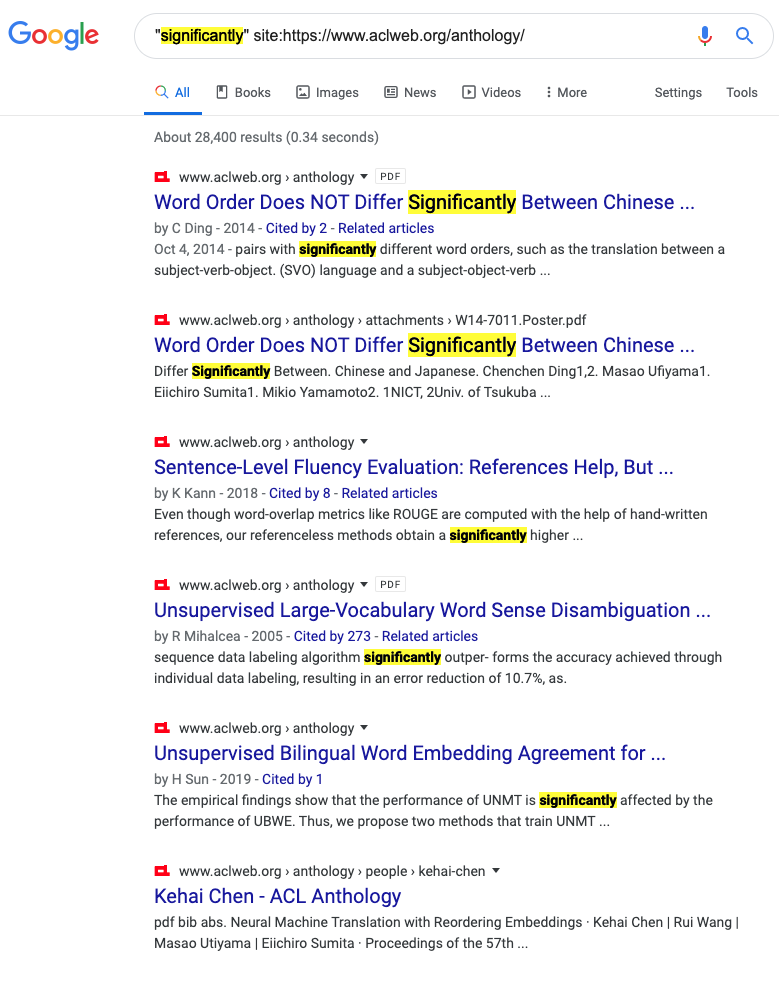 Google
"significantly" site:https://www.aclweb.org/anthology/
All Books Images News Videos More Settings Tools
About 28,400 results (0.34 seconds)
www.aclweb.org › anthology PDF
Word Order Does NOT Differ Significantly Between Chinese ...
by C Ding - 2014 - Cited by 2 - Related articles
Oct 4, 2014 - pairs with significantly different word orders, such as the translation between a
subject-verb-object. (SVO) language and a subject-object-verb ...
www.aclweb.org › anthology › attachments › W14-7011.Poster.pdf
Word Order Does NOT Differ Significantly Between Chinese ...
Differ Significantly Between. Chinese and Japanese. Chenchen Ding1,2. Masao Ufiyama1.
Eiichiro Sumita1. Mikio Yamamoto2. 1NICT, 2Univ. of Tsukuba ...
www.aclweb.org › anthology
Sentence-Level Fluency Evaluation: References Help, But ...
by K Kann - 2018 - Cited by 8 - Related articles
Even though word-overlap metrics like ROUGE are computed with the help of hand-written
references, our referenceless methods obtain a significantly higher ...
www.aclweb.org › anthology PDF
Unsupervised Large-Vocabulary Word Sense Disambiguation ...
by R Mihalcea - 2005 - Cited by 273 - Related articles
sequence data labeling algorithm significantly outper- forms the accuracy achieved through
individual data labeling, resulting in an error reduction of 10.7%, as.
www.aclweb.org › anthology
Unsupervised Bilingual Word Embedding Agreement for ...
by H Sun - 2019 - Cited by 1
The empirical findings show that the performance of UNMT is significantly affected by the
performance of UBWE. Thus, we propose two methods that train UNMT ...
www.aclweb.org › anthology › people › kehai-chen
Kehai Chen - ACL Anthology
pdf bib abs. Neural Machine Translation with Reordering Embeddings · Kehai Chen | Rui Wang |
Masao Utiyama | Eiichiro Sumita · Proceedings of the 57th ...